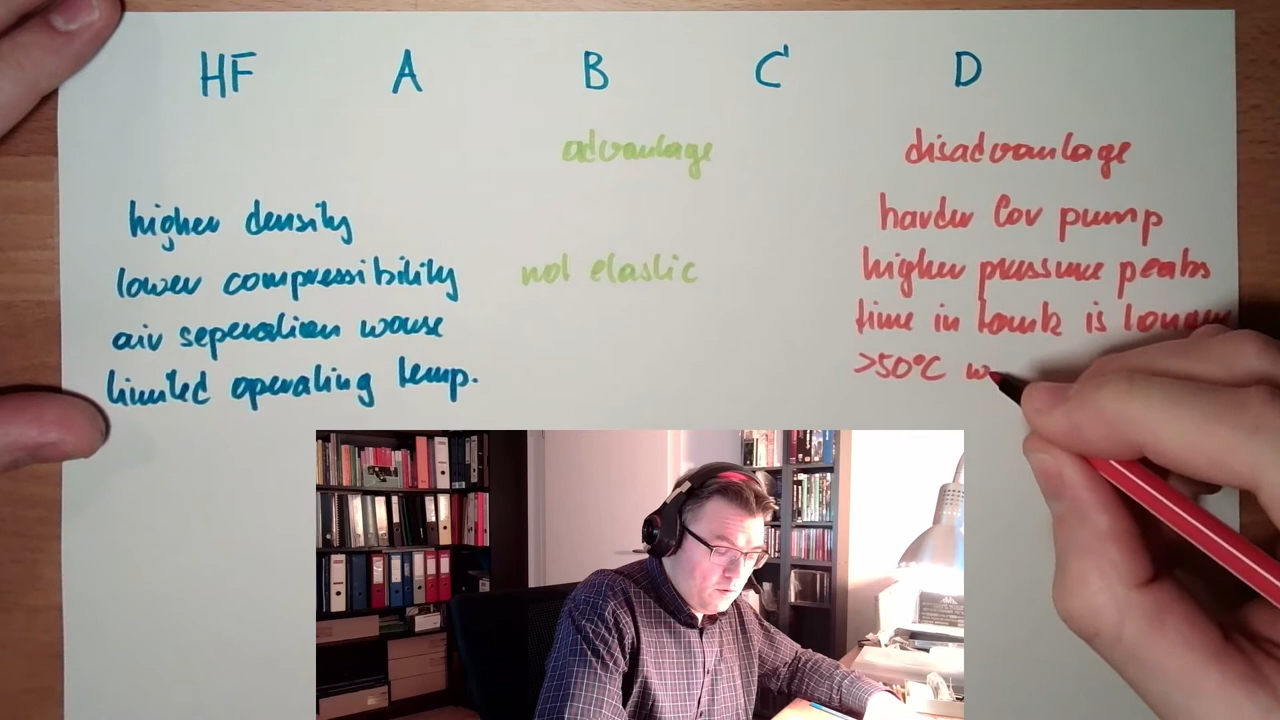 HF A B C D
advantage disadvantage
higher density harder for pump
lower compressibility not elastic higher pressure peaks
air seperation worse time in tank is longer
limited operating temp. >50°C w